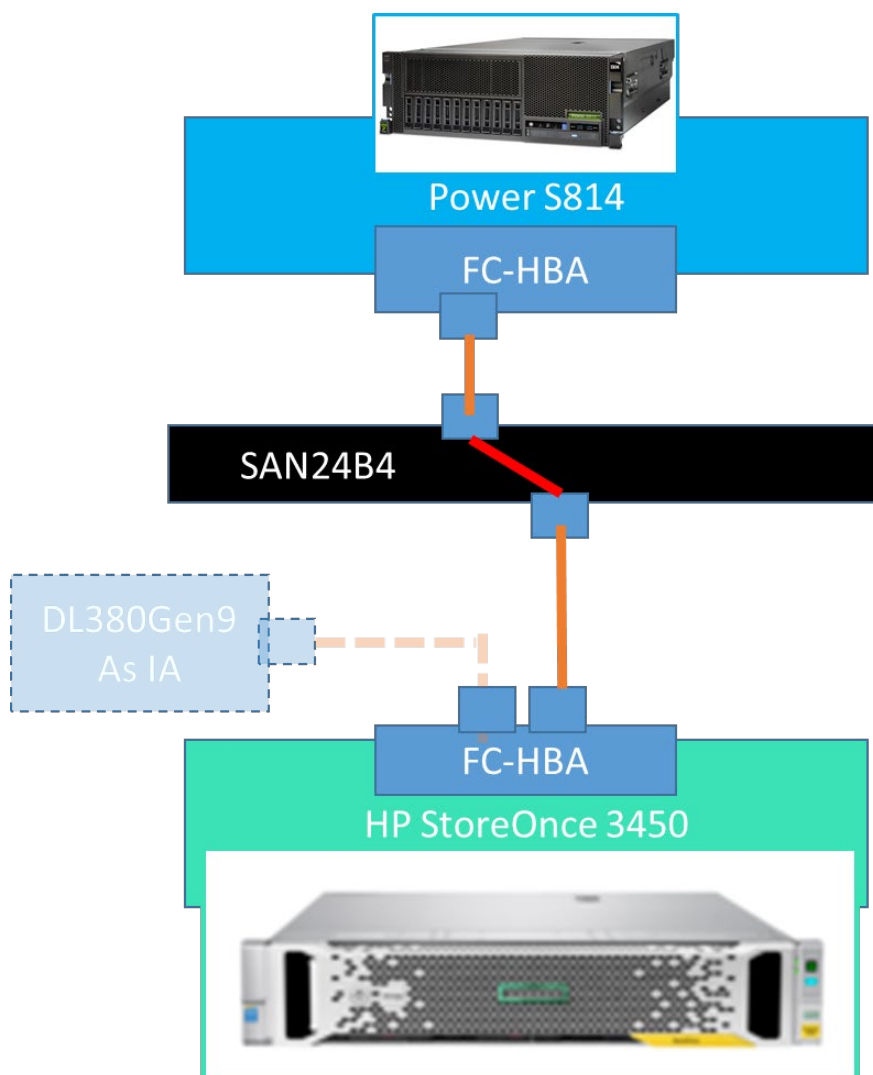 Power S814
FC-HBA
SAN24B4
DL380Gen9
As IA
FC-HBA
HP StoreOnce 3450